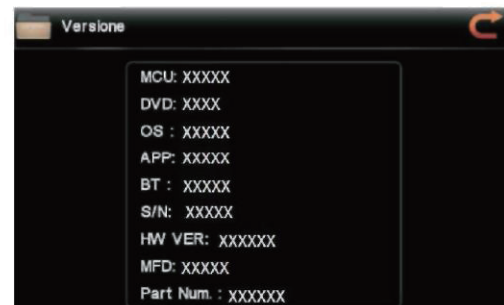 Versione
MCU: XXXXX
DVD: XXXX
OS : XXXXX
APP: XXXXX
BT : XXXXX
S/N: XXXXX
HW VER: XXXXXX
MFD: XXXXX
Part Num. : XXXXXX